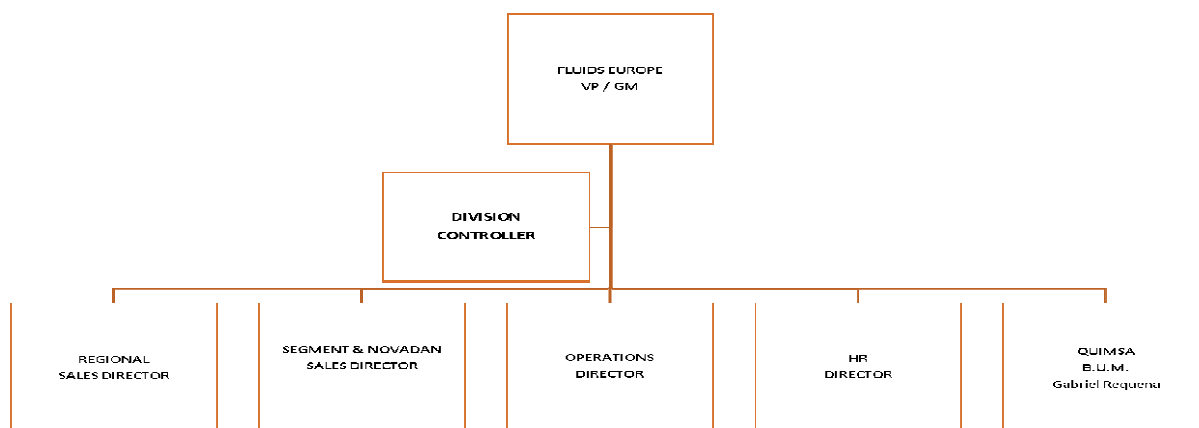 FLUIDS EUROPE
VP / GM
DIVISION
CONTROLLER
REGIONAL
SALES DIRECTOR
SEGMENT & NOVADAN
SALES DIRECTOR
OPERATIONS
DIRECTOR
HR
DIRECTOR
QUIMSA
B.U.M.
Gabriel Requena